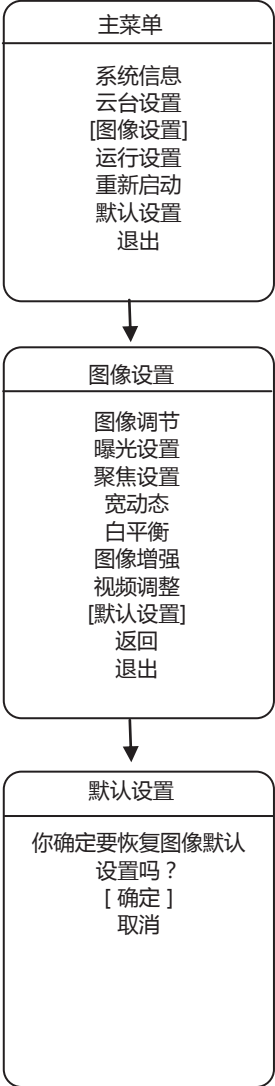 主菜单
系统信息
云台设置
[图像设置]
运行设置
重新启动
默认设置
退出
图像设置
图像调节
曝光设置
聚焦设置
宽动态
白平衡
图像增强
视频调整
[默认设置]
返回
退出
默认设置
你确定要恢复图像默认
设置吗？
[ 确定 ]
取消